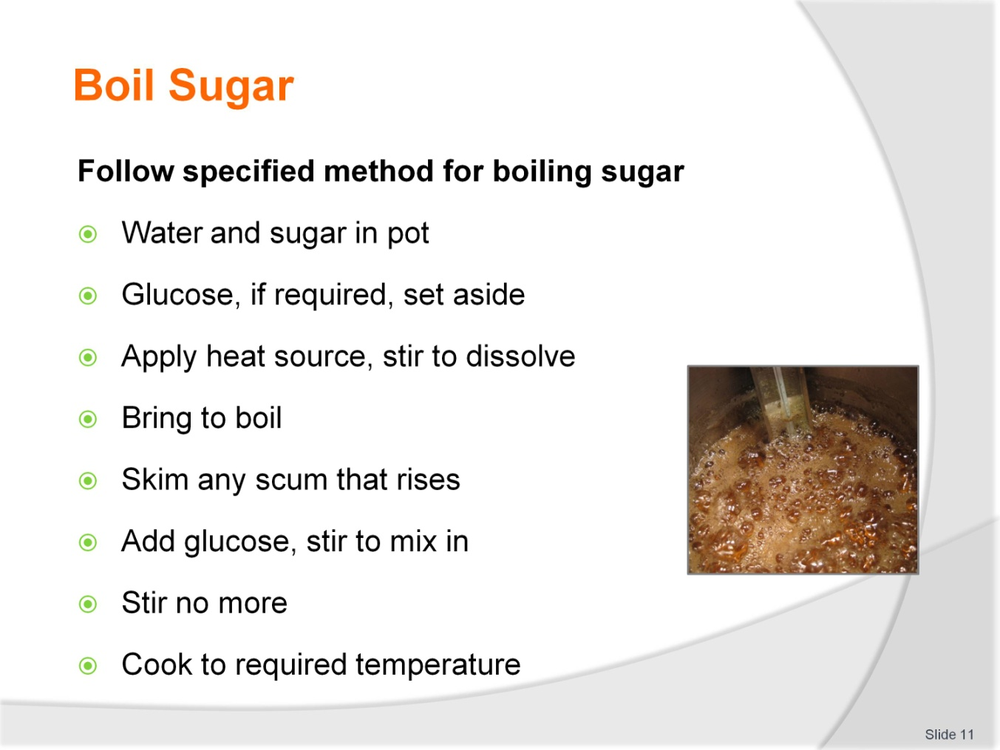 Boil Sugar
Follow specified method for boiling sugar
Water and sugar in pot
Glucose, if required, set aside
Apply heat source, stir to dissolve
Bring to boil
Skim any scum that rises
Add glucose, stir to mix in
Stir no more
Cook to required temperature
Slide 11